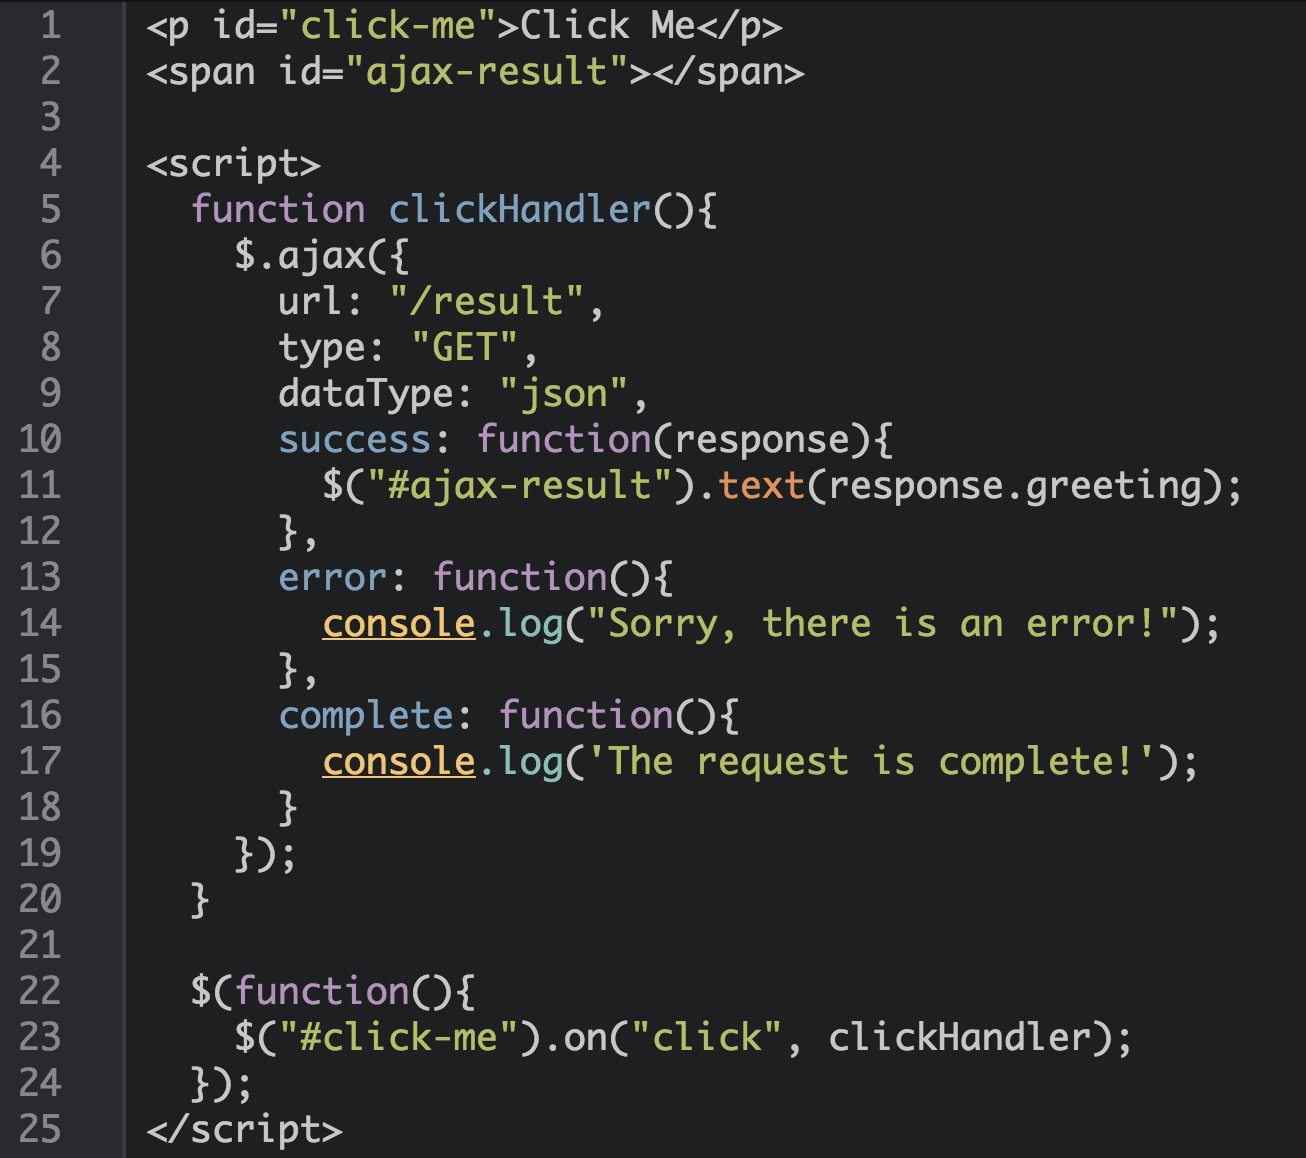 1 <p id="click-me">Click Me</p>
2 <span id="ajax-result"></span>
3
4 <script>
5   function clickHandler(){
6     $.ajax({
7       url: "/result",
8       type: "GET",
9       dataType: "json",
10       success: function(response){
11         $("#ajax-result").text(response.greeting);
12       },
13       error: function(){
14         console.log("Sorry, there is an error!");
15       },
16       complete: function(){
17         console.log('The request is complete!');
18       }
19     });
20   }
21
22   $(function(){
23     $("#click-me").on("click", clickHandler);
24   });
25 </script>